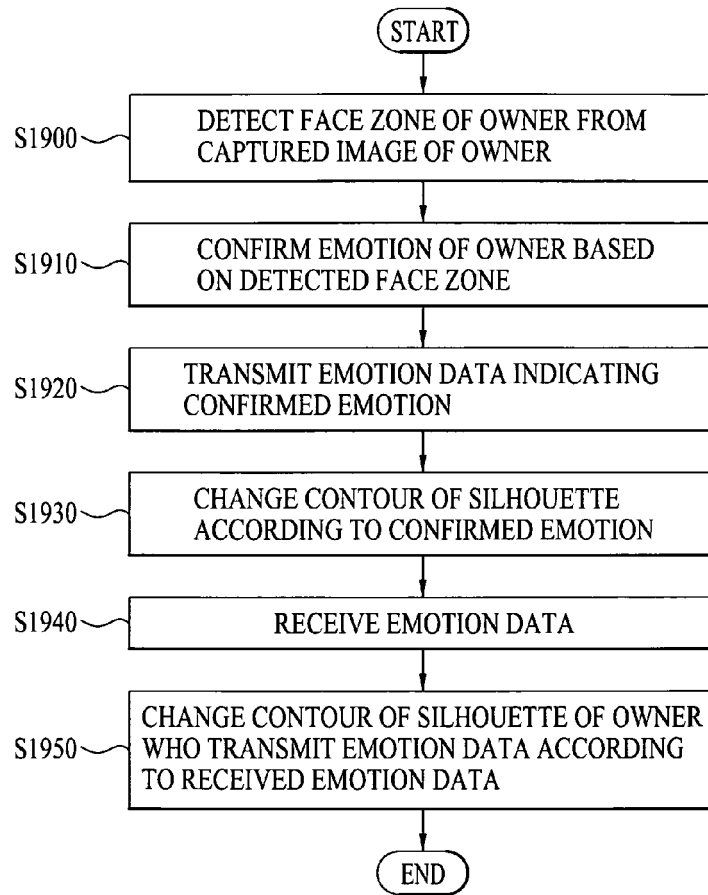 START
S1900
DETECT FACE ZONE OF OWNER FROM
CAPTURED IMAGE OF OWNER
S1910
CONFIRM EMOTION OF OWNER BASED
ON DETECTED FACE ZONE
S1920
TRANSMIT EMOTION DATA INDICATING
CONFIRMED EMOTION
S1930
CHANGE CONTOUR OF SILHOUETTE
ACCORDING TO CONFIRMED EMOTION
S1940
RECEIVE EMOTION DATA
S1950
CHANGE CONTOUR OF SILHOUETTE OF OWNER
WHO TRANSMIT EMOTION DATA ACCORDING
TO RECEIVED EMOTION DATA
END